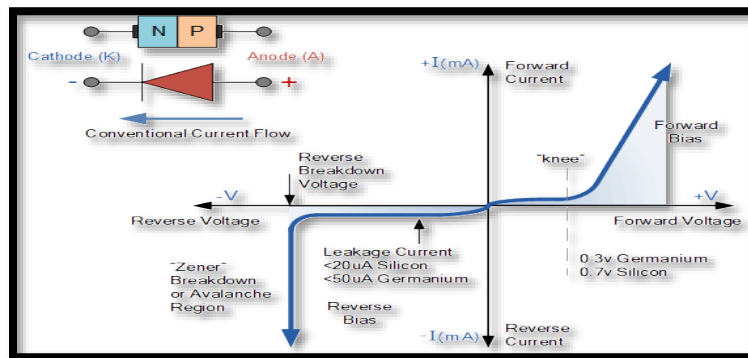 N P
Cathode (K)
Anode (A)
-
+
Conventional Current Flow
+I(mA)
Forward
Current
Forward
Bias
"knee"
Reverse
Breakdown
Voltage
-V
+V
Reverse Voltage
Forward Voltage
"Zener"
Breakdown
or Avalanche
Region
Leakage Current
<20uA Silicon
<50uA Germanium
Reverse
Bias
0.3v Germanium
0.7v Silicon
-I(mA)
Reverse
Current